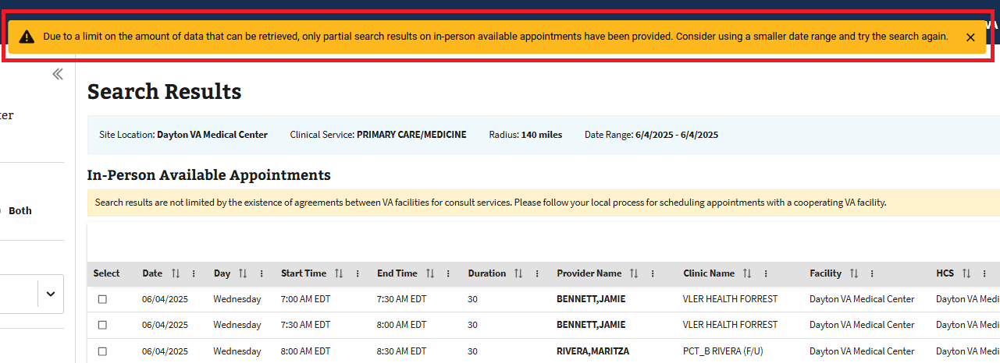 Due to a limit on the amount of data that can be retrieved, only partial search results on in-person available appointments have been provided. Consider using a smaller date range and try the search again.
VA
ter
Search Results
Site Location: Dayton VA Medical Center Clinical Service: PRIMARY CARE/MEDICINE Radius: 140 miles Date Range: 6/4/2025 - 6/4/2025
In-Person Available Appointments
Search results are not limited by the existence of agreements between VA facilities for consult services. Please follow your local process for scheduling appointments with a cooperating VA facility.
Both
Select Date Day Start Time End Time Duration Provider Name Clinic Name Facility HCS
06/04/2025 Wednesday 7:00 AM EDT 7:30 AM EDT 30 BENNETT,JAMIE VLER HEALTH FORREST Dayton VA Medical Center Dayton VA Medi
06/04/2025 Wednesday 7:30 AM EDT 8:00 AM EDT 30 BENNETT,JAMIE VLER HEALTH FORREST Dayton VA Medical Center Dayton VA Medi
06/04/2025 Wednesday 8:00 AM EDT 8:30 AM EDT 30 RIVERA,MARITZA PCT_B RIVERA (F/U) Dayton VA Medical Center Dayton VA Medi